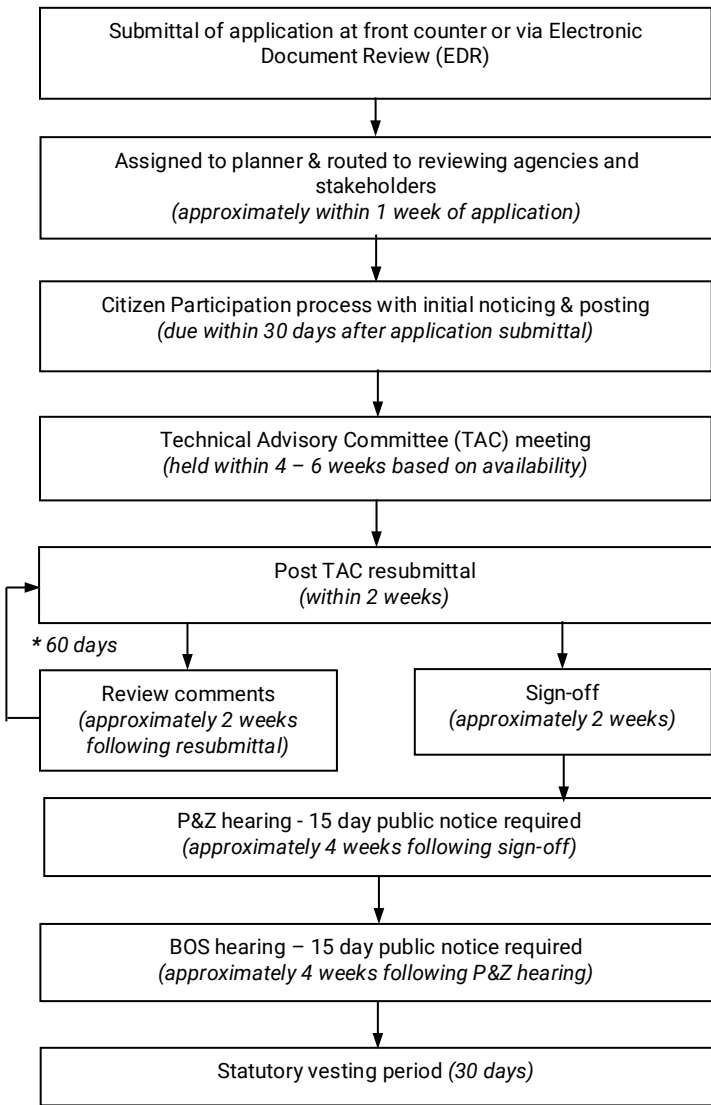 Submittal of application at front counter or via Electronic
Document Review (EDR)
Assigned to planner & routed to reviewing agencies and
stakeholders
(approximately within 1 week of application)
Citizen Participation process with initial noticing & posting
(due within 30 days after application submittal)
Technical Advisory Committee (TAC) meeting
(held within 4 – 6 weeks based on availability)
Post TAC resubmittal
(within 2 weeks)
* 60 days
Review comments
(approximately 2 weeks
following resubmittal)
Sign-off
(approximately 2 weeks)
P&Z hearing - 15 day public notice required
(approximately 4 weeks following sign-off)
BOS hearing – 15 day public notice required
(approximately 4 weeks following P&Z hearing)
Statutory vesting period (30 days)